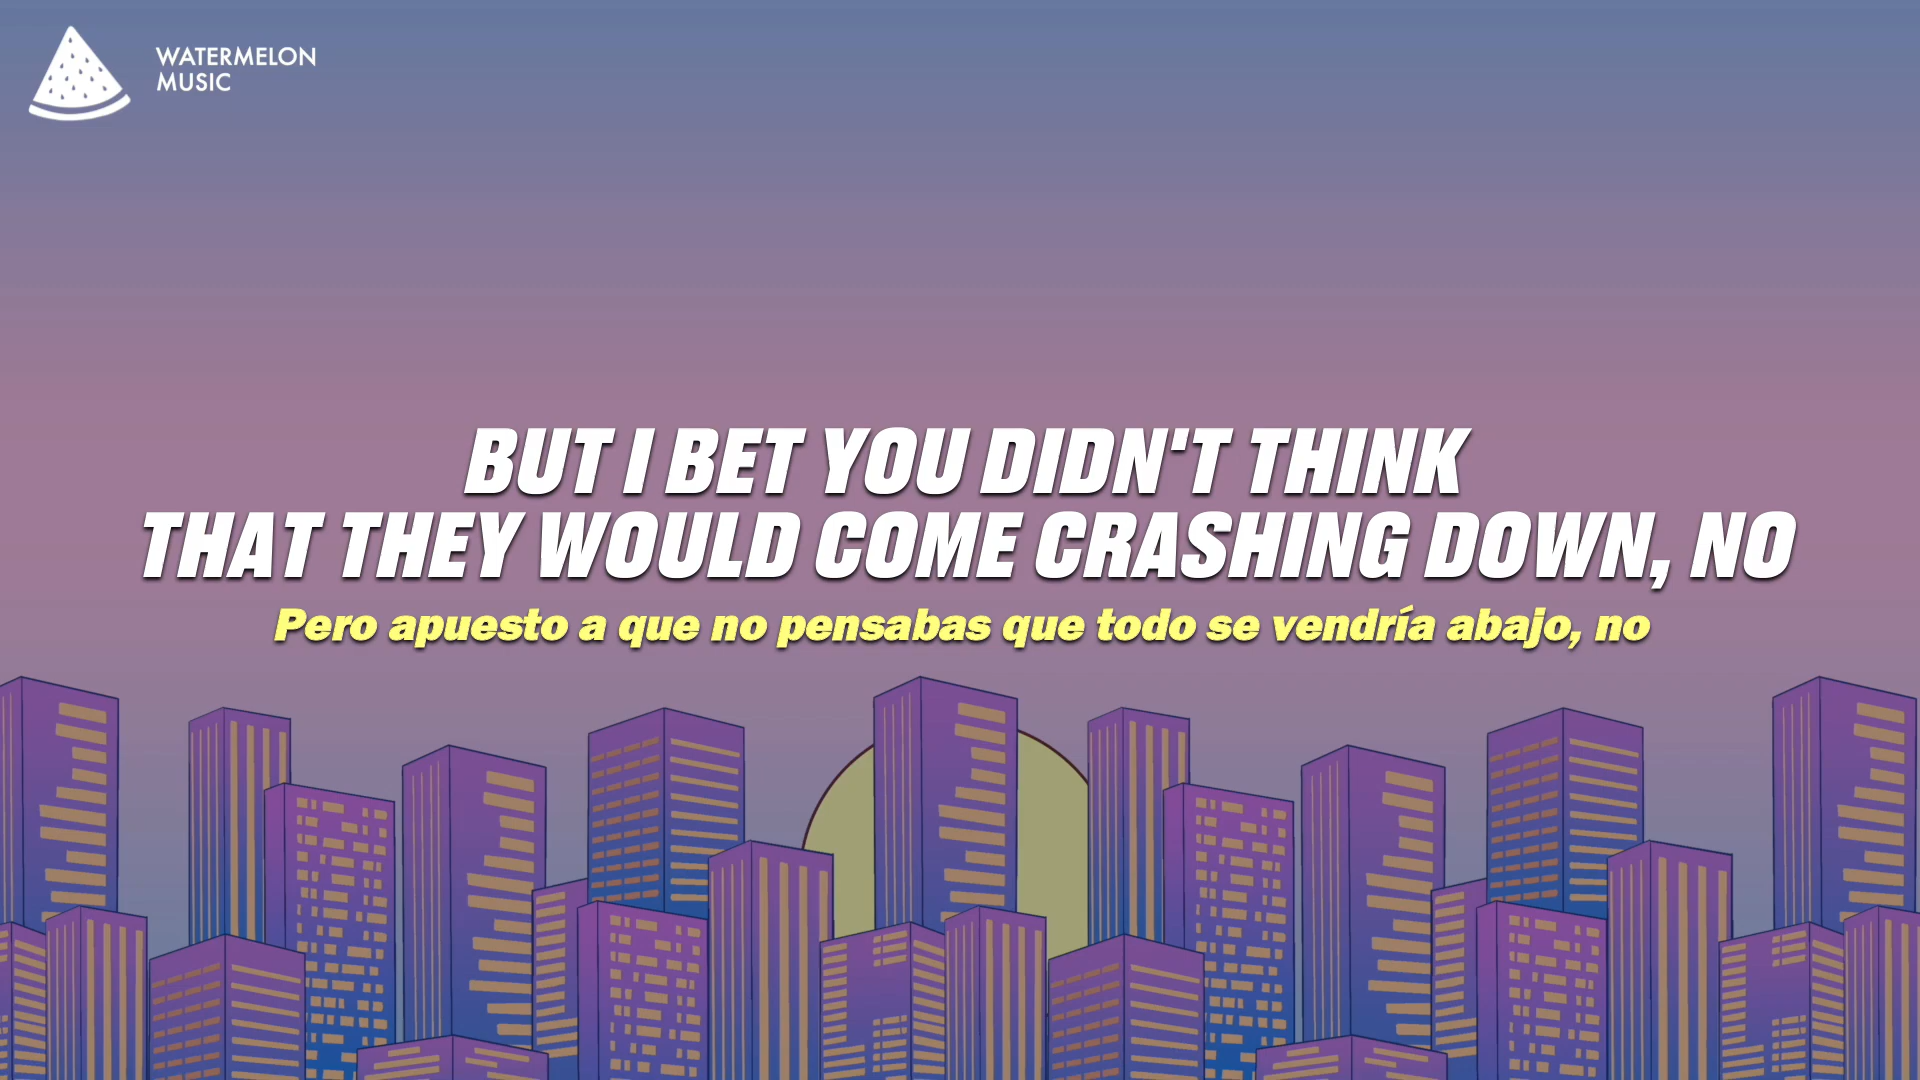 WATERMELON
MUSIC
BUT I BET YOU DIDN'T THINK
THAT THEY WOULD COME CRASHING DOWN, NO
Pero apuesto a que no pensabas que todo se vendría abajo, no